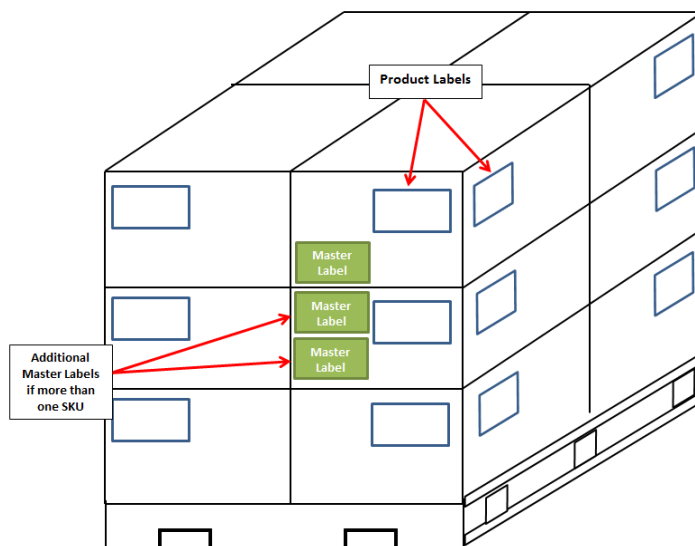 Product Labels
Master
Label
Master
Label
Master
Label
Additional
Master Labels
if more than
one SKU